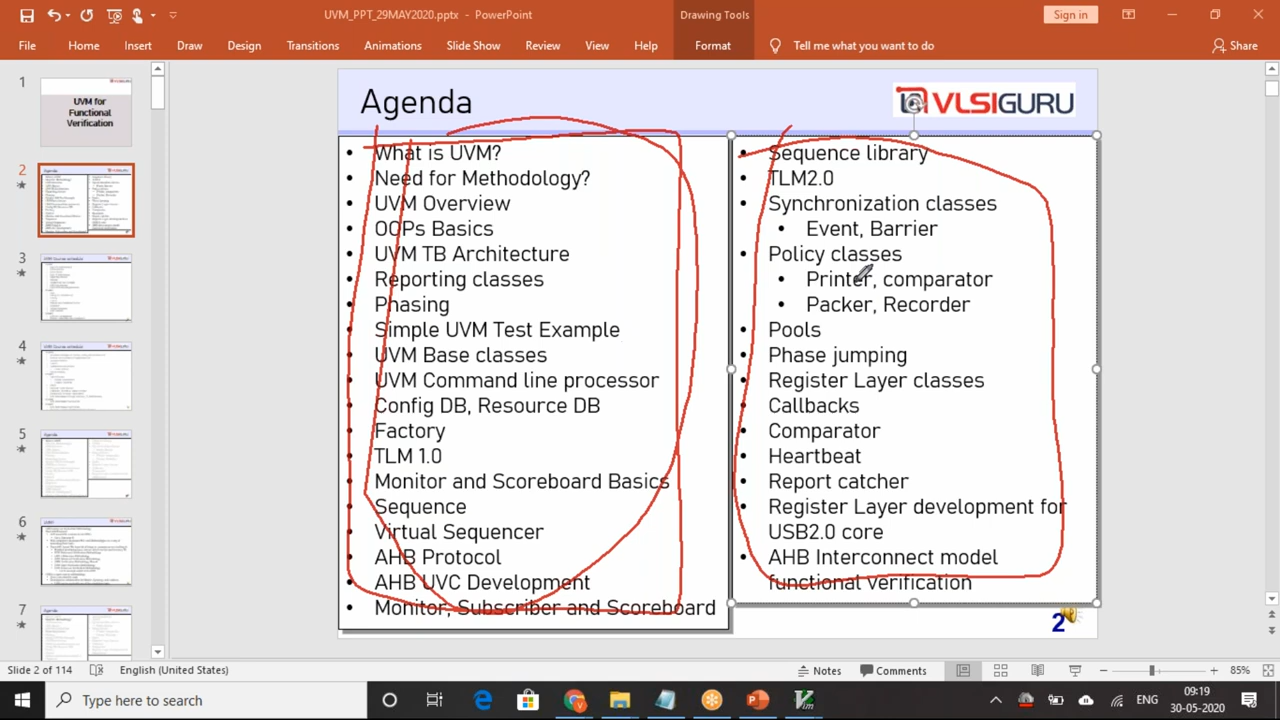 UVM_PPT_29MAY2020.pptx - PowerPoint
Drawing Tools
Sign in
File Home Insert Draw Design Transitions Animations Slide Show Review View Help Format Tell me what you want to do Share
1
UVM for
Functional
Verification
2
3
4
5
6
7
Agenda
VLSIGURU
What is UVM?
Need for Methodology?
UVM Overview
OOPs Basics
UVM TB Architecture
Reporting classes
Phasing
Simple UVM Test Example
UVM Base classes
UVM Command line processor
Config DB, Resource DB
Factory
TLM 1.0
Monitor and Scoreboard Basics
Sequence
Virtual Sequencer
AHB Protocol
AHB UVC Development
Monitor, Subscriber and Scoreboard
Sequence library
TLM2.0
Synchronization classes
Event, Barrier
Policy classes
Printer, comparator
Packer, Recorder
Pools
Phase jumping
Register Layer classes
Callbacks
Comparator
Heartbeat
Report catcher
Register Layer development for
USB2.0 core
AHB Interconnect model
functional verification
2
Slide 2 of 114 English (United States) Notes Comments 85%
Type here to search
ENG
09:19
30-05-2020